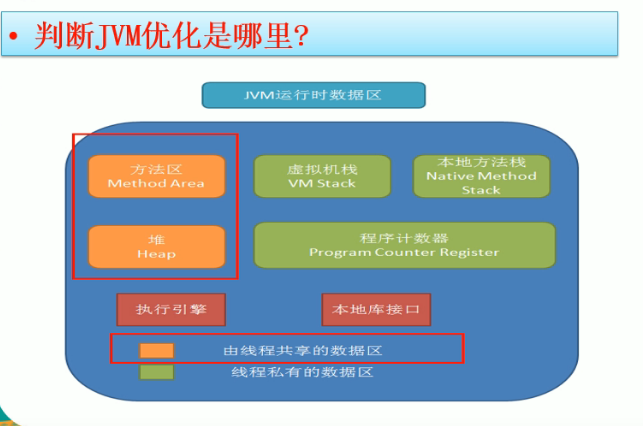 • 判断JVM优化是哪里?
JVM运行时数据区
方法区
Method Area
虚拟机栈
VM Stack
本地方法栈
Native Method
Stack
堆
Heap
程序计数器
Program Counter Register
执行引擎
本地库接口
由线程共享的数据区
线程私有的数据区